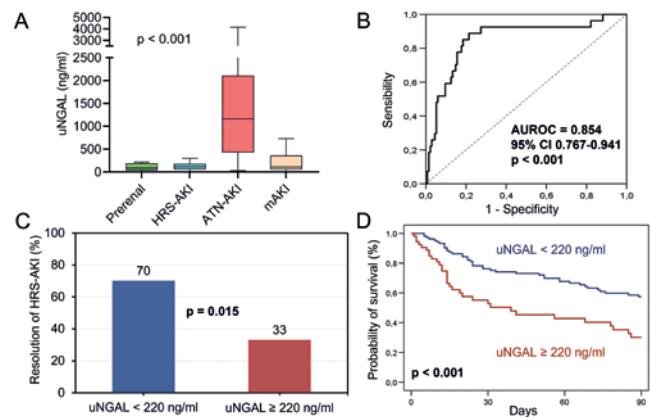 A
p < 0.001
uNGAL (ng/ml)
4000
3000
2500
2000
1500
1000
500
0
Prerenal
HRS-AKI
ATN-AKI
mAKI
B
Sensibility
1,0
0,8
0,6
0,4
0,2
0,0
AUROC = 0.854
95% CI 0.767-0.941
p < 0.001
0,0 0,2 0,4 0,6 0,8 1,0
1 - Specificity
C
Resolution of HRS-AKI (%)
100
80
60
40
20
0
70
p = 0.015
33
uNGAL < 220 ng/ml
uNGAL ≥ 220 ng/ml
D
Probability of survival (%)
1,0
0,8
0,6
0,4
0,2
0,0
uNGAL < 220 ng/ml
uNGAL ≥ 220 ng/ml
p < 0.001
0 30 60 90
Days